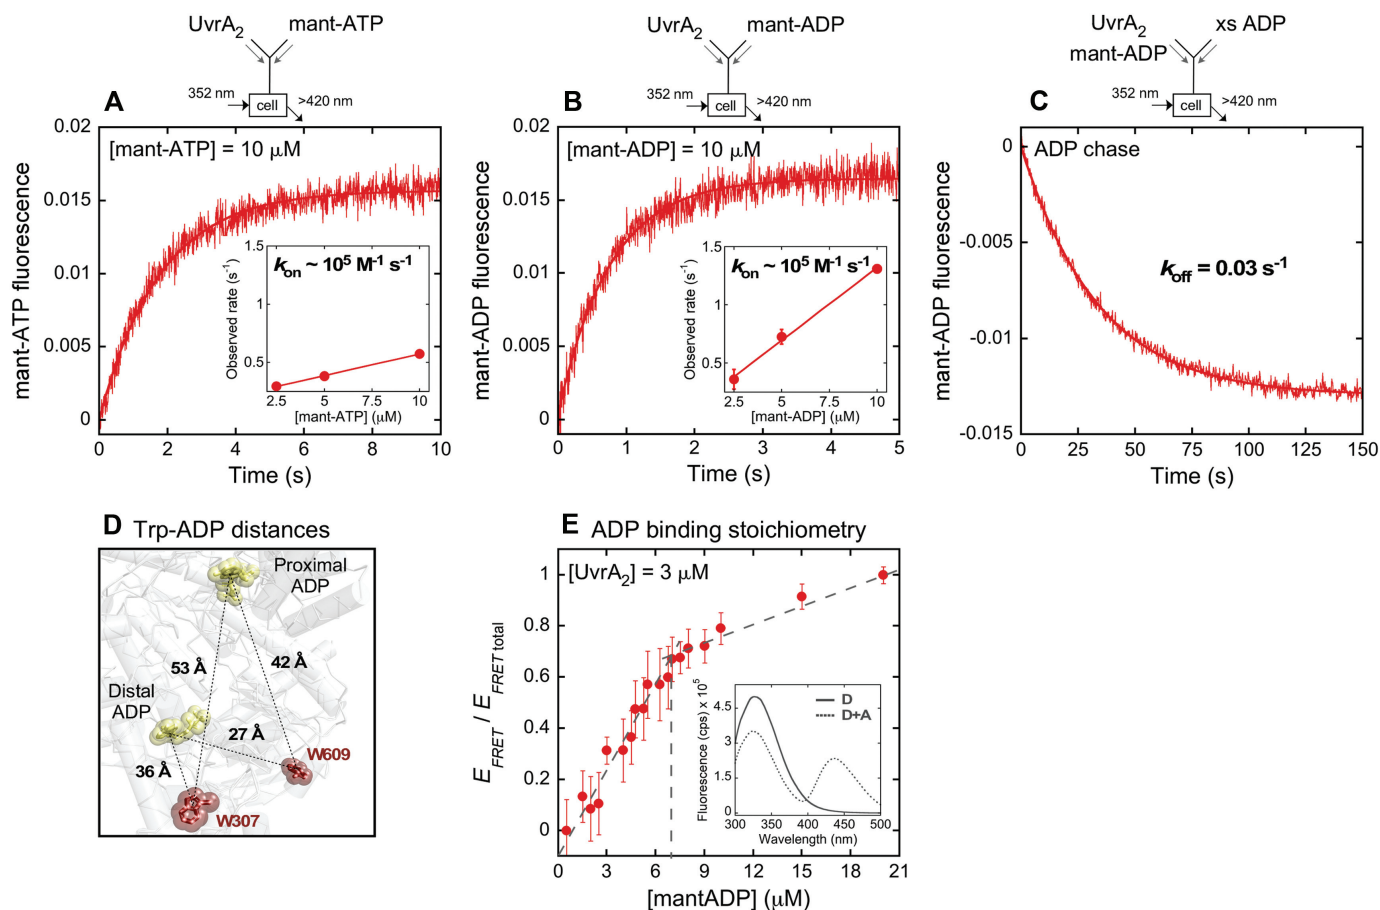 UvrA2 mant-ATP
352 nm cell >420 nm
A
[mant-ATP] = 10 μM
mant-ATP fluorescence
0.02
0.015
0.01
0.005
0
0 2 4 6 8 10
Time (s)
kon ~ 10^5 M^-1 s^-1
Observed rate (s^-1)
1.5
1
0.5
2.5 5 7.5 10
[mant-ATP] (μM)
UvrA2 mant-ADP
352 nm cell >420 nm
B
[mant-ADP] = 10 μM
mant-ADP fluorescence
0.02
0.015
0.01
0.005
0
0 1 2 3 4 5
Time (s)
kon ~ 10^5 M^-1 s^-1
Observed rate (s^-1)
1.5
1
0.5
2.5 5 7.5 10
[mant-ADP] (μM)
UvrA2 xs ADP
mant-ADP
352 nm cell >420 nm
C
ADP chase
mant-ADP fluorescence
0
-0.005
-0.01
-0.015
koff = 0.03 s^-1
0 25 50 75 100 125 150
Time (s)
D Trp-ADP distances
Proximal
ADP
53 Å 42 Å
Distal
ADP
27 Å
36 Å
W609
W307
E ADP binding stoichiometry
[UvrA2] = 3 μM
EFRET / EFRET total
1
0.8
0.6
0.4
0.2
0
0 3 6 9 12 15 18 21
[mantADP] (μM)
Fluorescence (cps) x 10^5
D
D+A
4.5
3
1.5
0
300 350 400 450 500
Wavelength (nm)